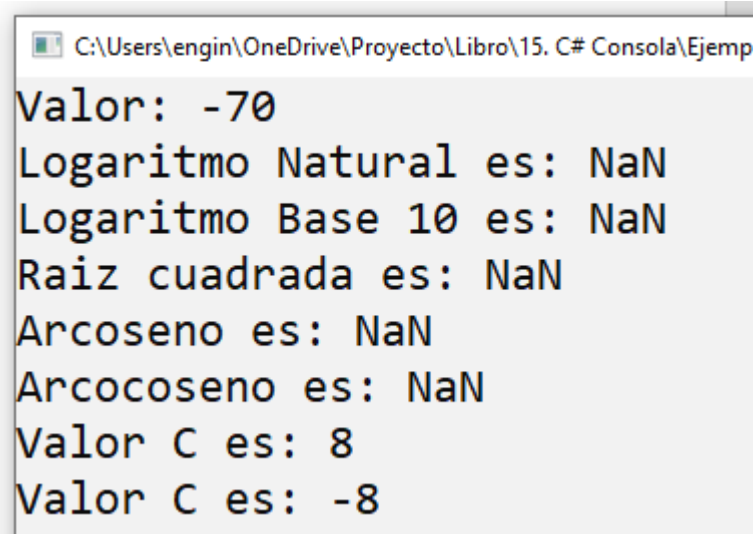 C:\Users\engin\OneDrive\Proyecto\Libro\15. C# Consola\Ejemp
Valor: -70
Logaritmo Natural es: NaN
Logaritmo Base 10 es: NaN
Raiz cuadrada es: NaN
Arcoseno es: NaN
Arcocoseno es: NaN
Valor C es: 8
Valor C es: -8